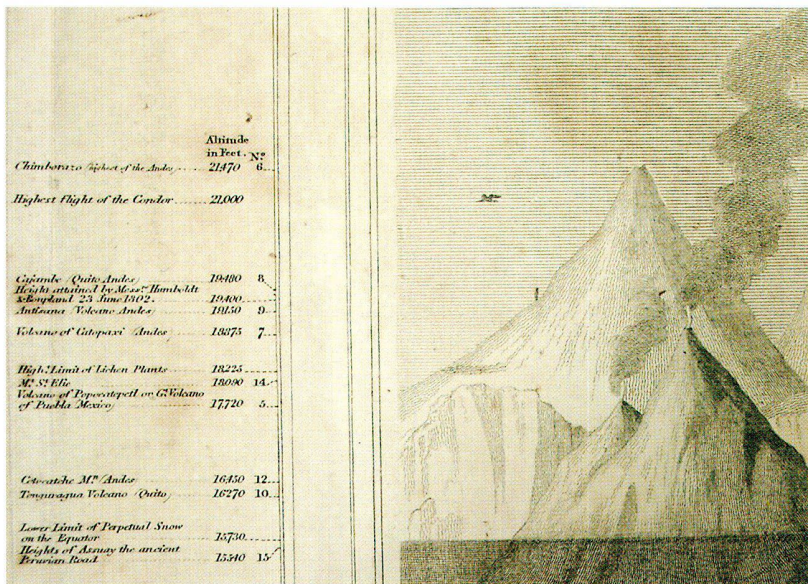 Altitude
in Feet. No.
Chimborazo (highest of the Andes) 21470 6
Highest flight of the Condor 21,000
Cajambe (Quito Andes) 19480 8
Height attained by Messrs. Humboldt
& Bonpland 23 June 1802. 19400
Antisana (Volcano Andes) 19150 9
Volcano of Cotopaxi (Andes) 18875 7
High. Limit of Lichen Plants 18225
Mt. St. Elie 18090 14
Volcano of Popocatepetl or Gt. Volcano
of Puebla Mexico 17720 5
Cotocatche Mtn. (Andes) 16450 12
Tonguragua Volcano (Quito) 16270 10
Lower Limit of Perpetual Snow
on the Equator 15730
Heights of Assuay the ancient
Peruvian Road 15540 15